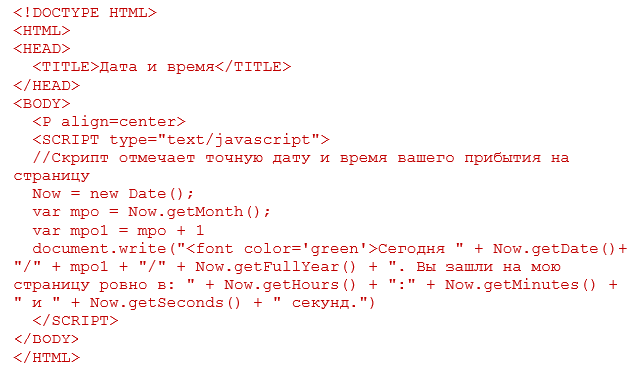 <!DOCTYPE HTML>
<HTML>
<HEAD>
  <TITLE>Дата и время</TITLE>
</HEAD>
<BODY>
  <P align=center>
  <SCRIPT type="text/javascript">
  //Скрипт отмечает точную дату и время вашего прибытия на
страницу
  Now = new Date();
  var mpo = Now.getMonth();
  var mpo1 = mpo + 1
  document.write("<font color='green'>Сегодня " + Now.getDate()+
"/" + mpo1 + "/" + Now.getFullYear() + ". Вы зашли на мою
страницу ровно в: " + Now.getHours() + ":" + Now.getMinutes() +
" и " + Now.getSeconds() + " секунд.")
  </SCRIPT>
</BODY>
</HTML>